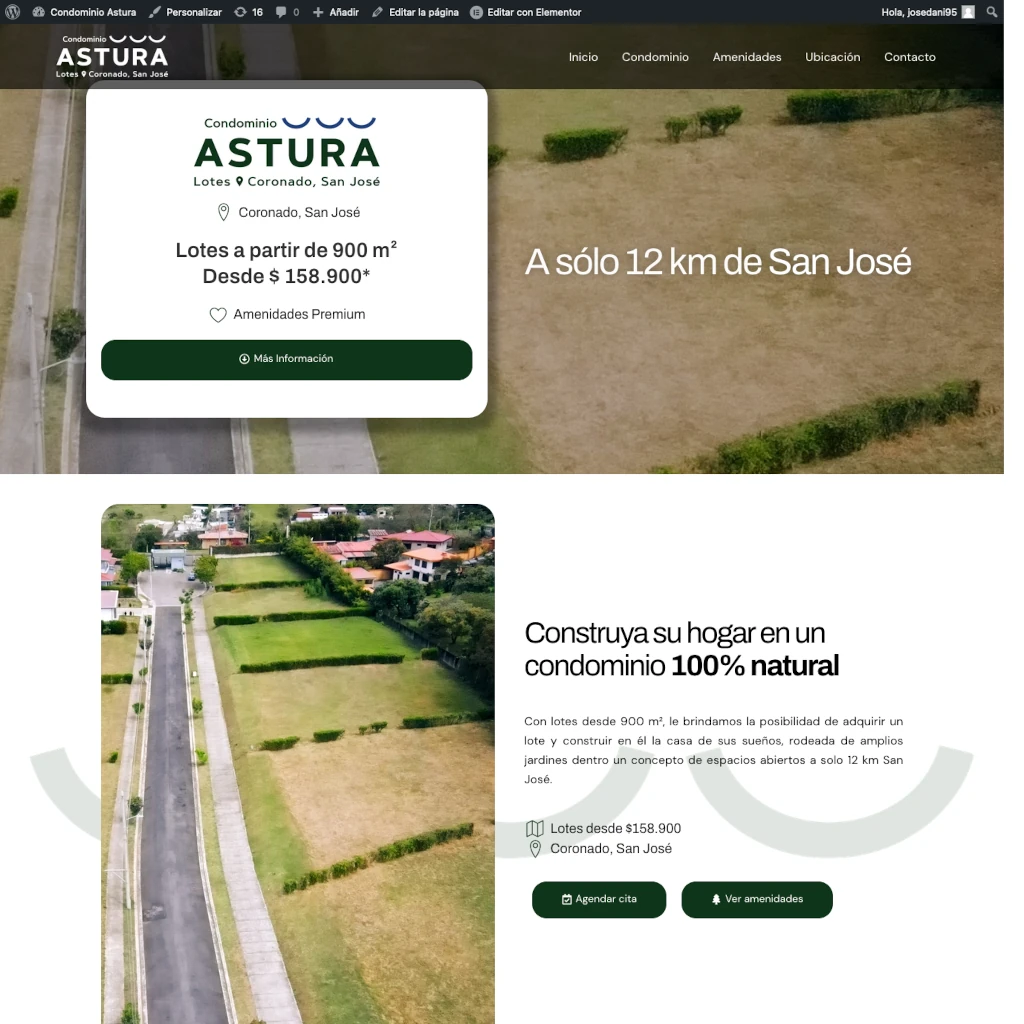 Condominio Astura Personalizar 16 0 Añadir Editar la página Editar con Elementor Hola, josedani95
Condominio
ASTURA
Lotes Coronado, San José
Inicio Condominio Amenidades Ubicación Contacto
Condominio
ASTURA
Lotes Coronado, San José
Coronado, San José
Lotes a partir de 900 m²
Desde $ 158.900*
Amenidades Premium
Más Información
A sólo 12 km de San José
Construya su hogar en un
condominio 100% natural
Con lotes desde 900 m², le brindamos la posibilidad de adquirir un
lote y construir en él la casa de sus sueños, rodeada de amplios
jardines dentro un concepto de espacios abiertos a solo 12 km San
José.
Lotes desde $158.900
Coronado, San José
Agendar cita Ver amenidades